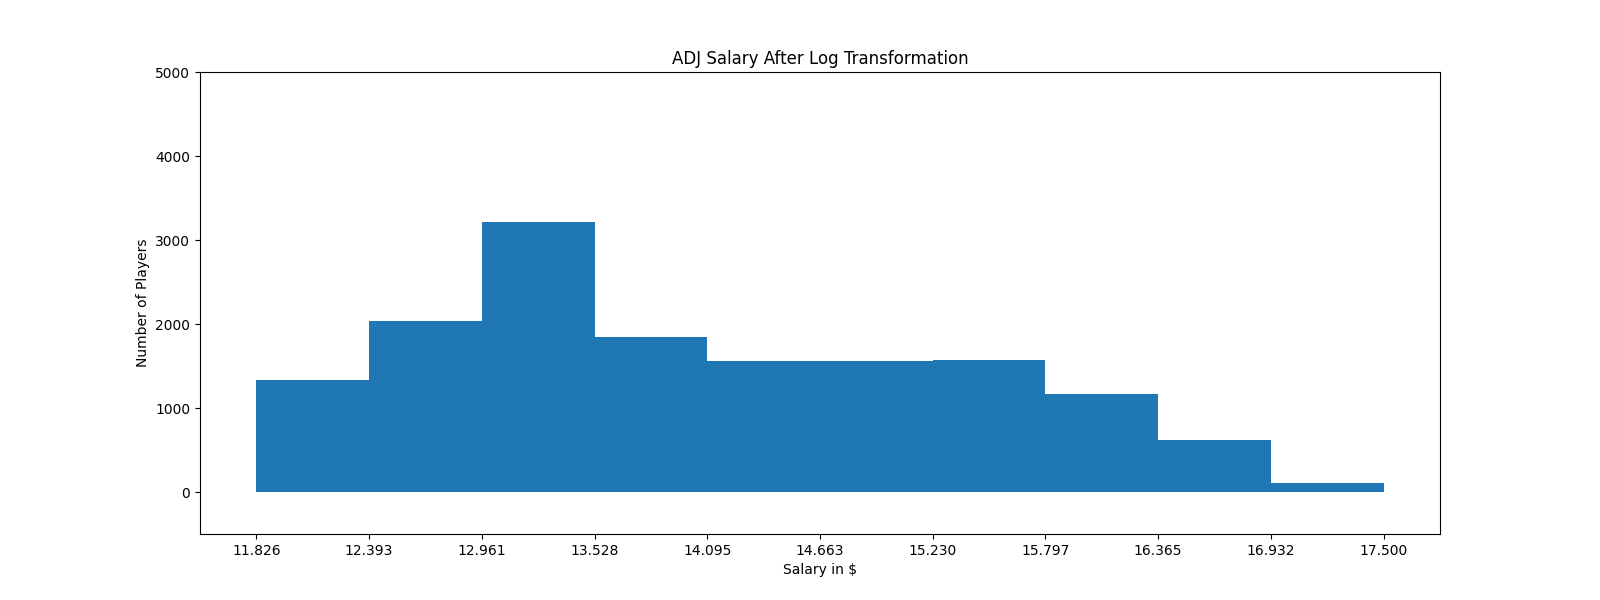 ADJ Salary After Log Transformation
5000
4000
3000
2000
1000
0
Number of Players
11.826 12.393 12.961 13.528 14.095 14.663 15.230 15.797 16.365 16.932 17.500
Salary in $